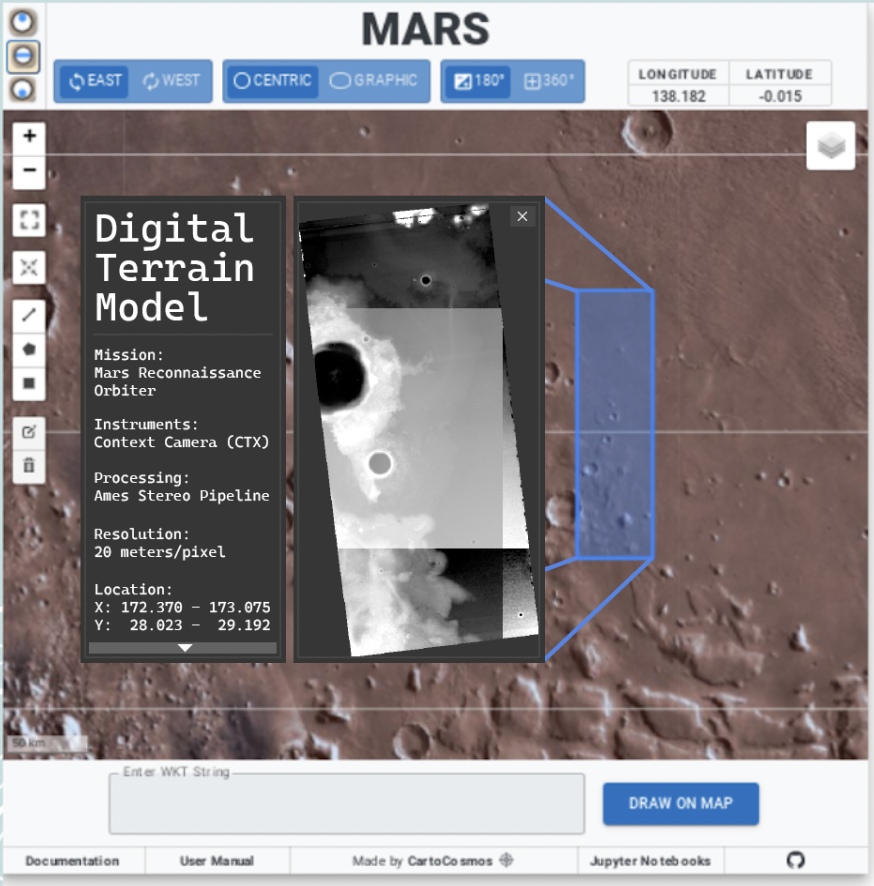 MARS
EAST
WEST
CENTRIC
GRAPHIC
180°
360°
LONGITUDE
LATITUDE
138.182
-0.015
+
−
Digital
Terrain
Model
Mission:
Mars Reconnaissance
Orbiter
Instruments:
Context Camera (CTX)
Processing:
Ames Stereo Pipeline
Resolution:
20 meters/pixel
Location:
X: 172.370 – 173.075
Y: 28.023 – 29.192
50 km
Enter WKT String
DRAW ON MAP
Documentation
User Manual
Made by CartoCosmos
Jupyter Notebooks